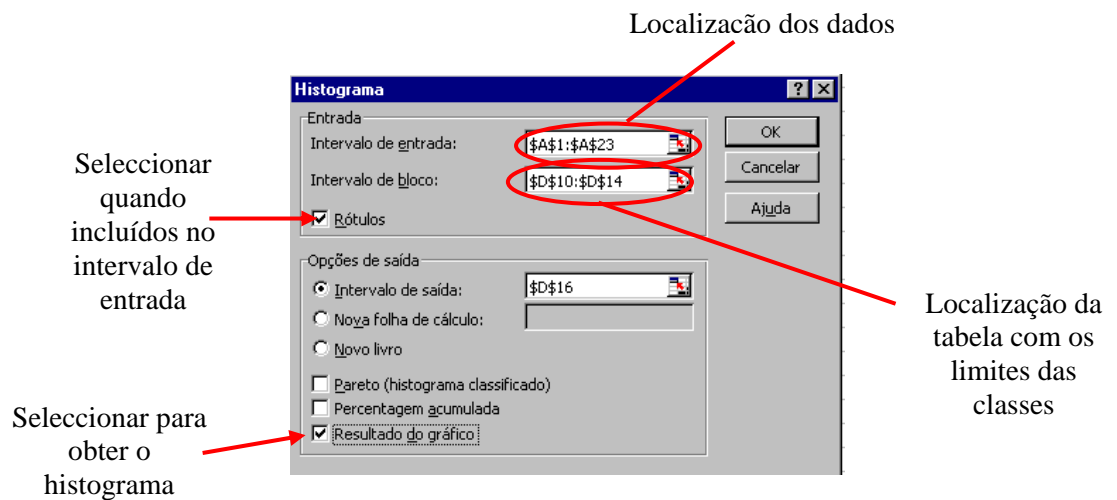 Localizacão dos dados
Histograma
Entrada
Intervalo de entrada:
$A$1:$A$23
OK
Intervalo de bloco:
$D$10:$D$14
Cancelar
Rótulos
Ajuda
Seleccionar
quando
incluídos no
intervalo de
entrada
Opções de saída
Intervalo de saída:
$D$16
Nova folha de cálculo:
Novo livro
Pareto (histograma classificado)
Percentagem acumulada
Resultado do gráfico
Localização da
tabela com os
limites das
classes
Seleccionar para
obter o
histograma